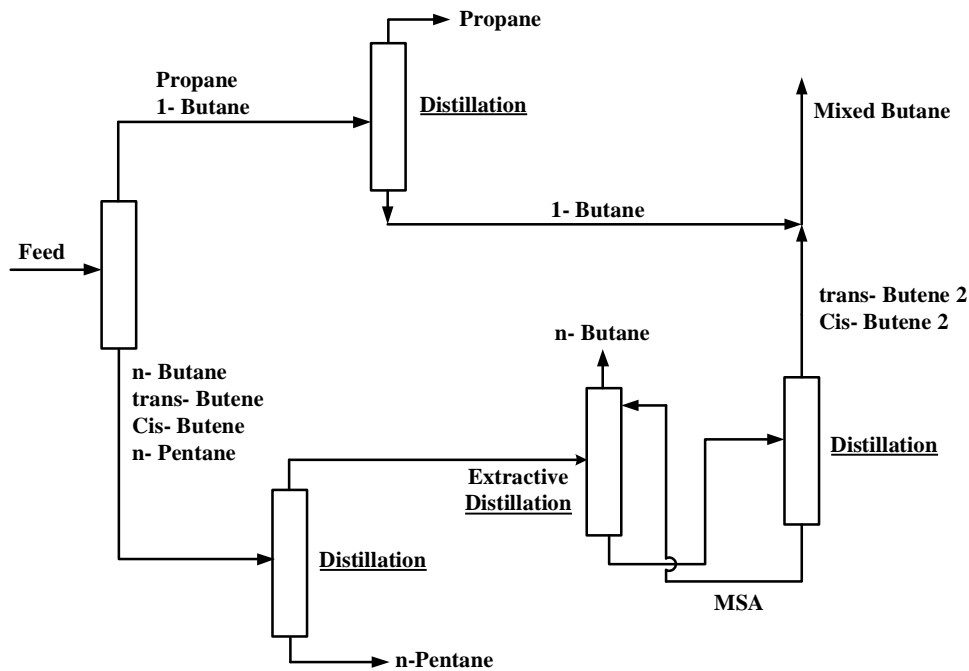 Propane
Propane
1- Butane
Distillation
Mixed Butane
1- Butane
Feed
trans- Butene 2
Cis- Butene 2
n- Butane
n- Butane
trans- Butene
Cis- Butene
n- Pentane
Distillation
Extractive
Distillation
Distillation
MSA
n-Pentane